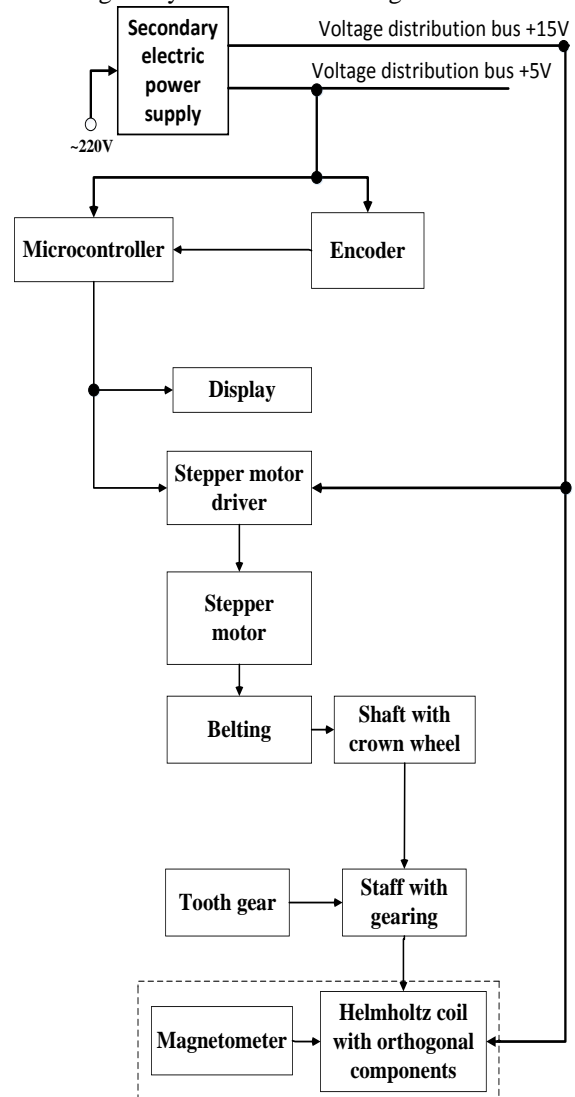 Secondary
electric
power
supply
Voltage distribution bus +15V
Voltage distribution bus +5V
~220V
Microcontroller
Encoder
Display
Stepper motor
driver
Stepper
motor
Belting
Shaft with
crown wheel
Tooth gear
Staff with
gearing
Magnetometer
Helmholtz coil
with orthogonal
components